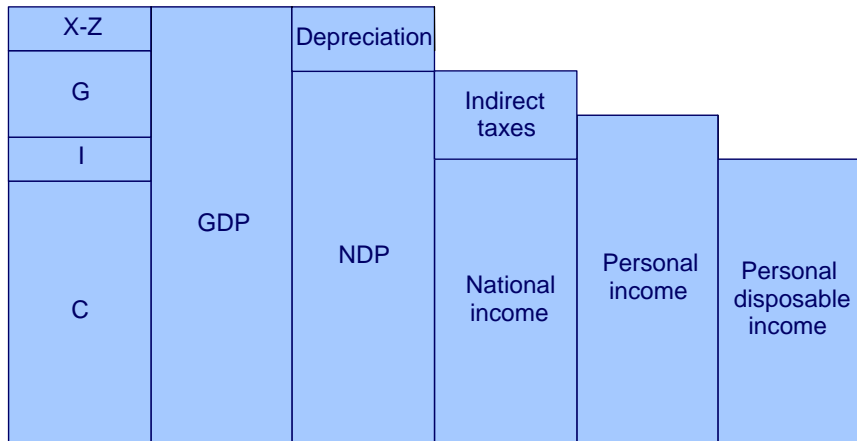 X-Z
G
I
C
GDP
Depreciation
NDP
Indirect
taxes
National
income
Personal
income
Personal
disposable
income